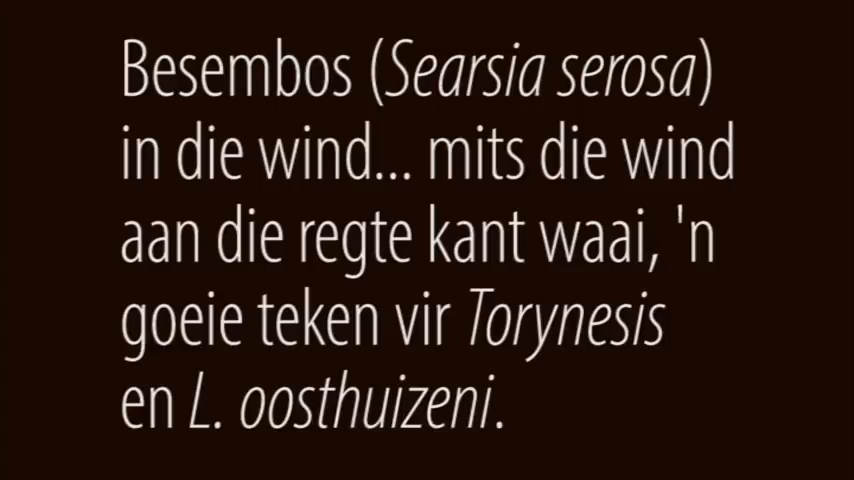 Besembos (Searsia serosa)
in die wind... mits die wind
aan die regte kant waai, 'n
goeie teken vir Torynesis
en L. oosthuizeni.